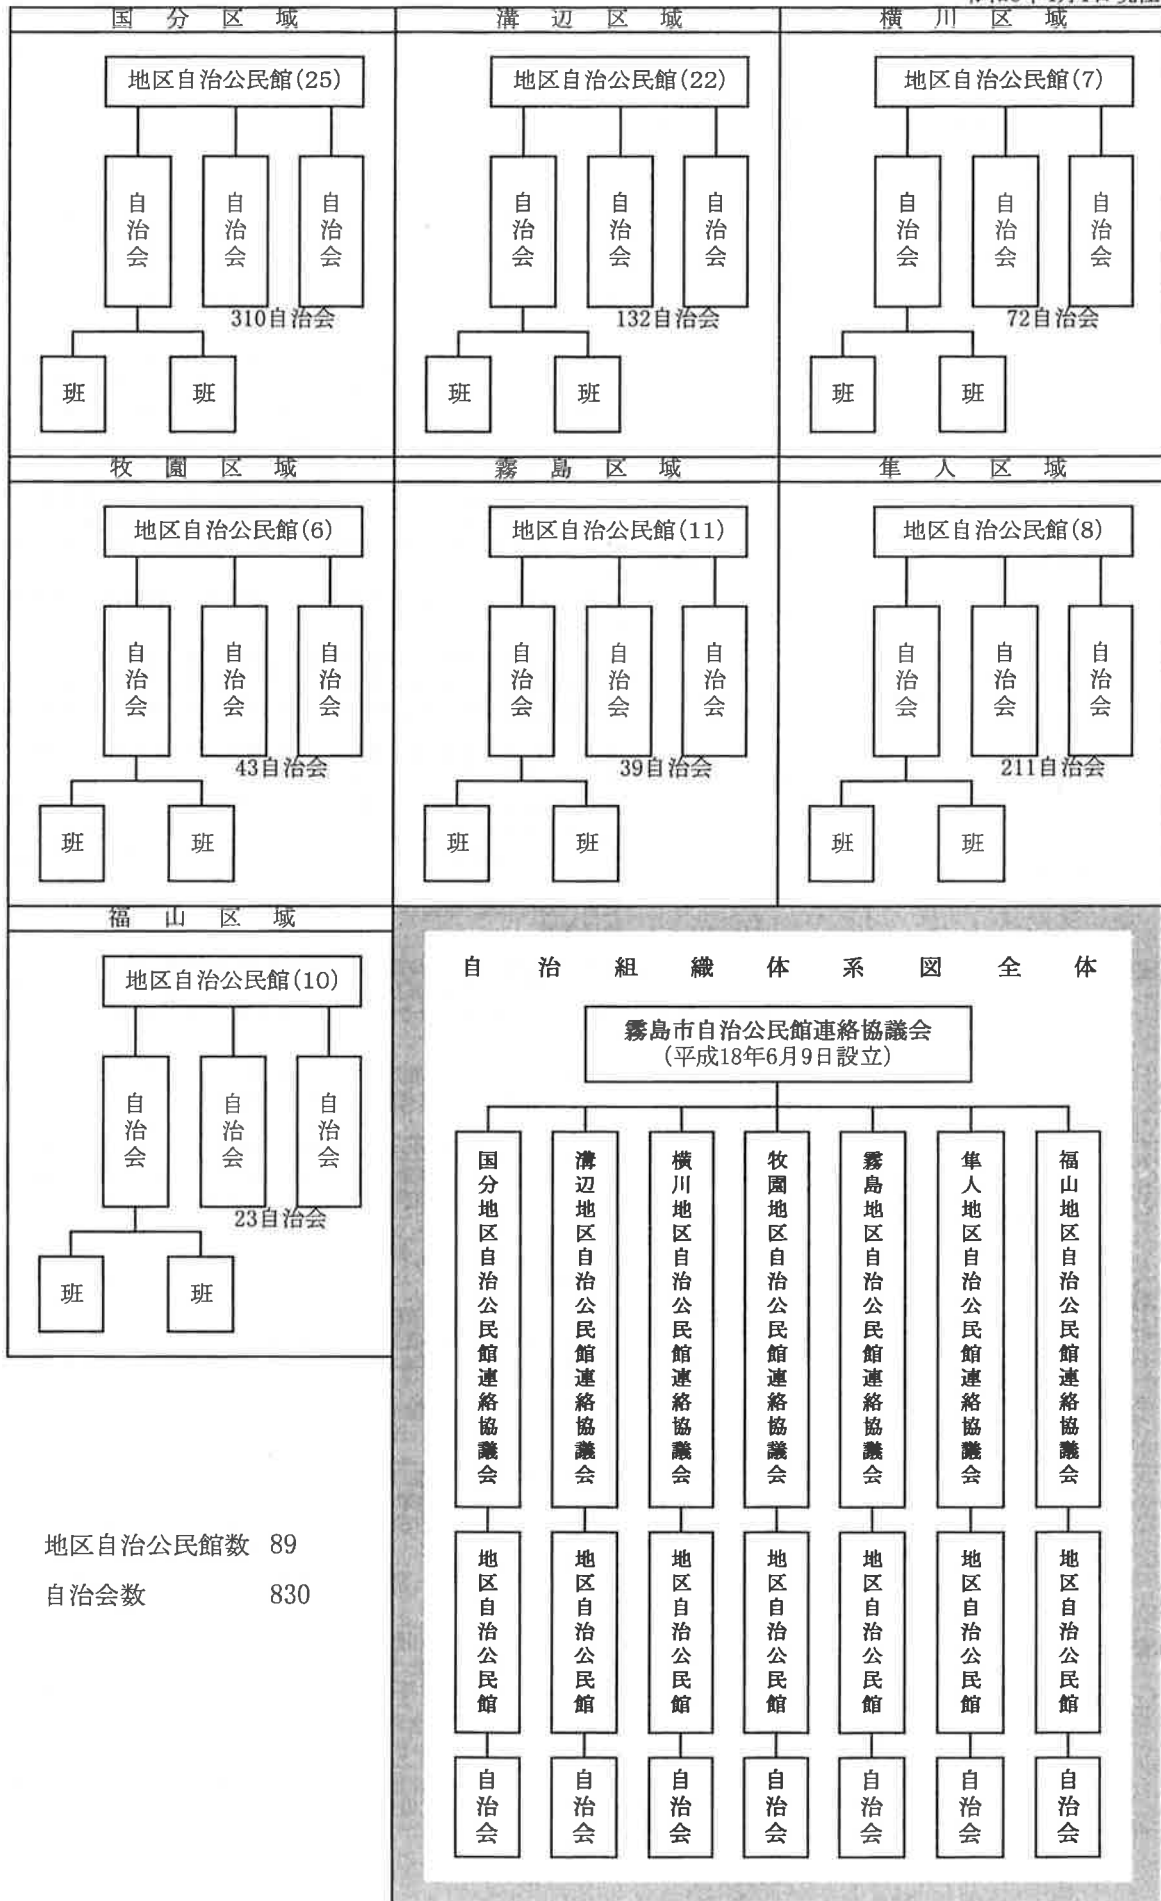 国分区域
地区自治公民館(25)
自治会
自治会
自治会
310自治会
班
班
溝辺区域
地区自治公民館(22)
自治会
自治会
自治会
132自治会
班
班
横川区域
地区自治公民館(7)
自治会
自治会
自治会
72自治会
班
班
牧園区域
地区自治公民館(6)
自治会
自治会
自治会
43自治会
班
班
霧島区域
地区自治公民館(11)
自治会
自治会
自治会
39自治会
班
班
隼人区域
地区自治公民館(8)
自治会
自治会
自治会
211自治会
班
班
福山区域
地区自治公民館(10)
自治会
自治会
自治会
23自治会
班
班
地区自治公民館数 89
自治会数 830
自治組織体系図全体
霧島市自治公民館連絡協議会
(平成18年6月9日設立)
国分地区自治公民館連絡協議会
溝辺地区自治公民館連絡協議会
横川地区自治公民館連絡協議会
牧園地区自治公民館連絡協議会
霧島地区自治公民館連絡協議会
隼人地区自治公民館連絡協議会
福山地区自治公民館連絡協議会
地区自治公民館
地区自治公民館
地区自治公民館
地区自治公民館
地区自治公民館
地区自治公民館
地区自治公民館
自治会
自治会
自治会
自治会
自治会
自治会
自治会